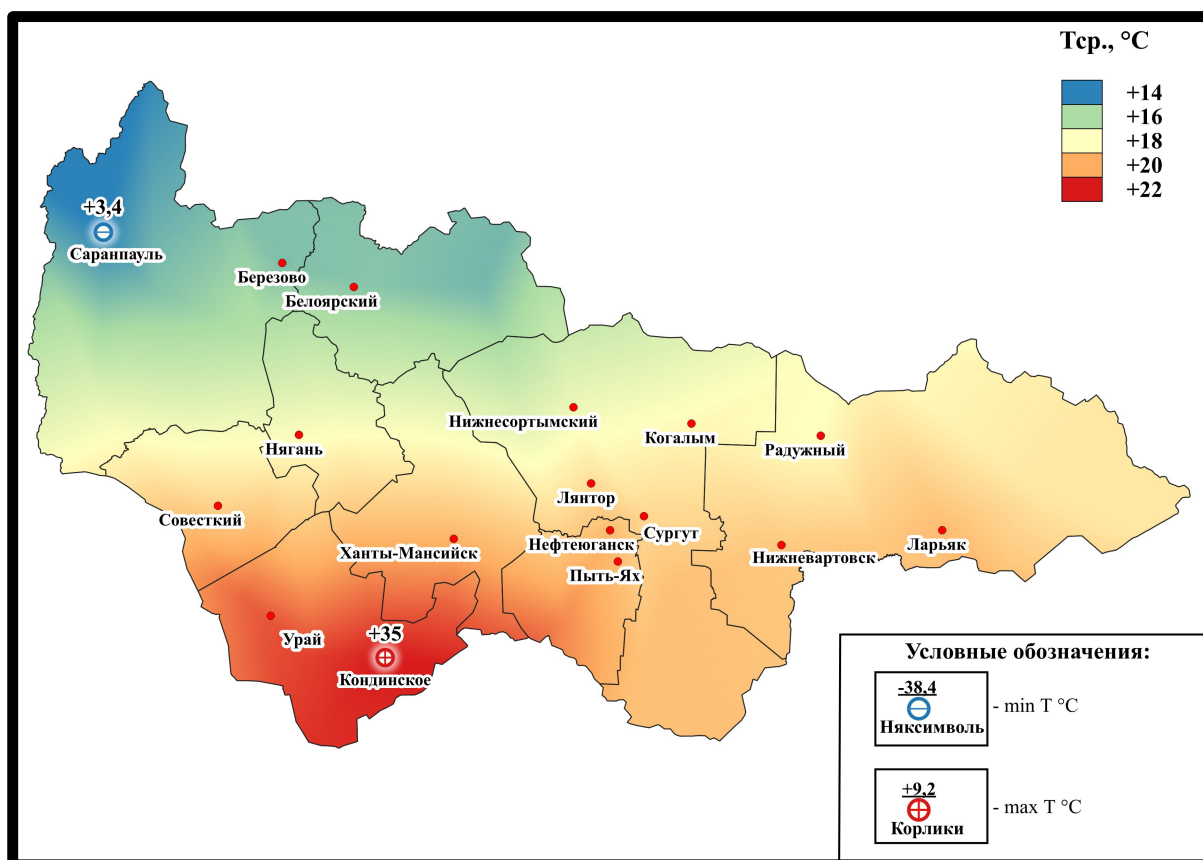 Tср., °C
+14
+16
+18
+20
+22
+3,4
Саранпауль
Березово
Белоярский
Нижнесортымский
Когалым
Радужный
Нягань
Лянтор
Совесткий
Сургут
Ханты-Мансийск
Нефтеюганск
Нижневартовск
Ларьяк
Пыть-Ях
Урай
+35
Кондинское
Условные обозначения:
-38,4
Няксимволь
- min T °C
+9,2
Корлики
- max T °C